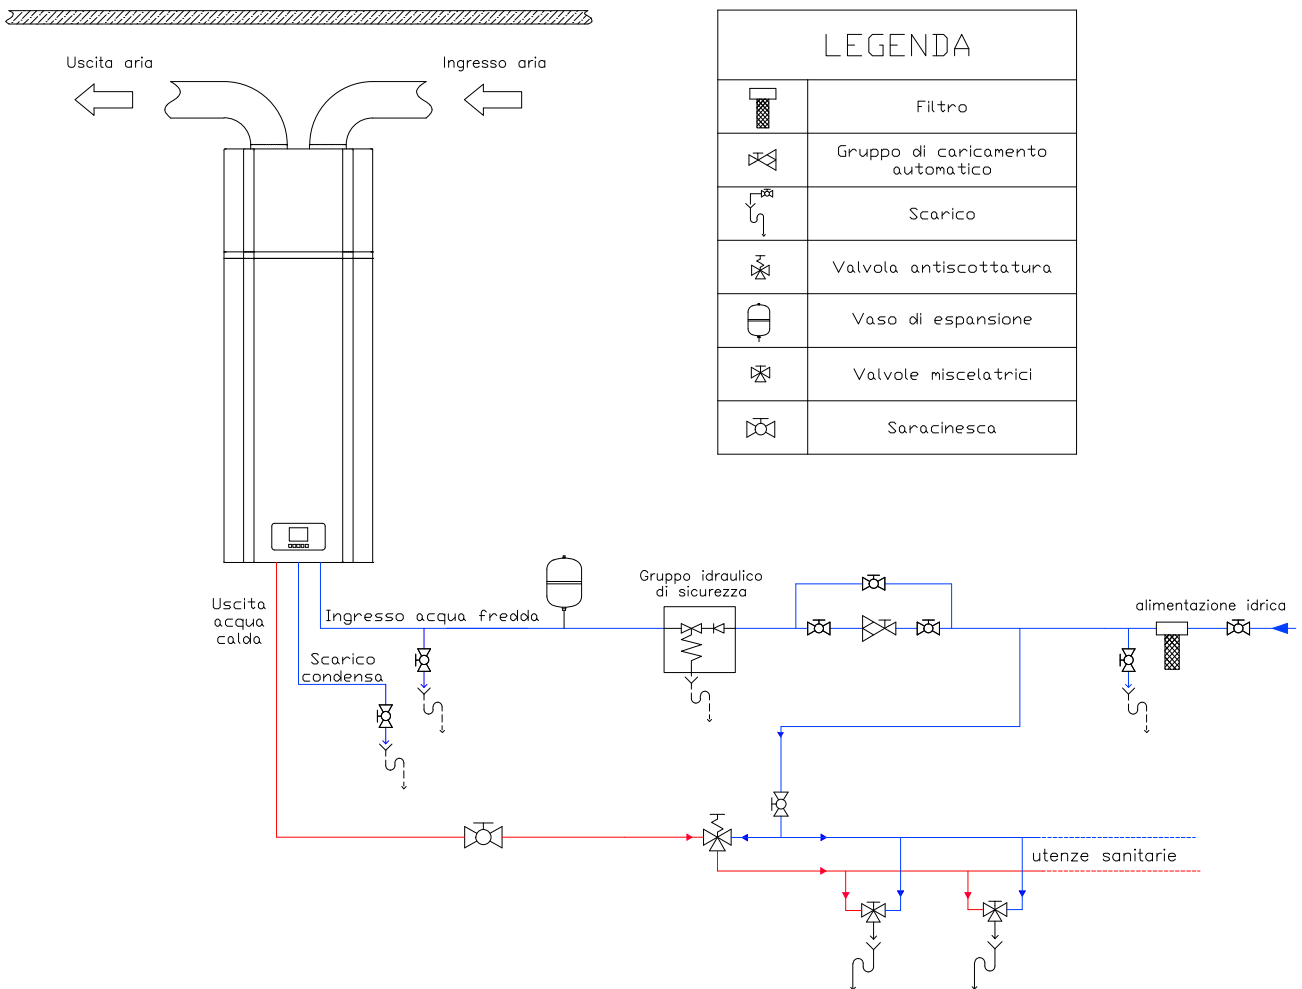 Uscita aria
Ingresso aria
LEGENDA
Filtro
Gruppo di caricamento
automatico
Scarico
Valvola antiscottatura
Vaso di espansione
Valvole miscelatrici
Saracinesca
Gruppo idraulico
di sicurezza
alimentazione idrica
Uscita
acqua
calda
Ingresso acqua fredda
Scarico
condensa
utenze sanitarie